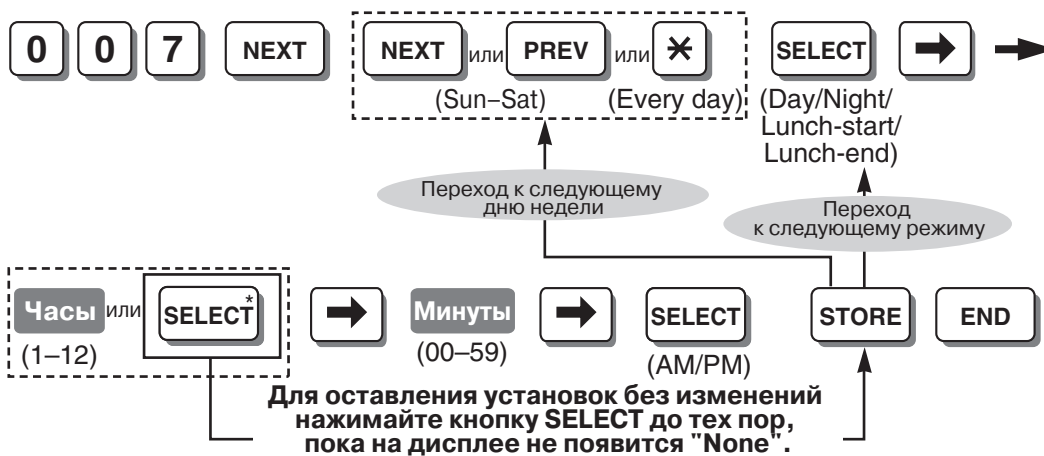 0 0 7 NEXT NEXT или PREV или ✕ SELECT
(Sun–Sat) (Every day) (Day/Night/
Lunch-start/
Lunch-end)
Переход к следующему
дню недели
Переход
к следующему режиму
Часы или SELECT* Минуты SELECT STORE END
(1–12) (00–59) (AM/PM)
Для оставления установок без изменений
нажимайте кнопку SELECT до тех пор,
пока на дисплее не появится "None".